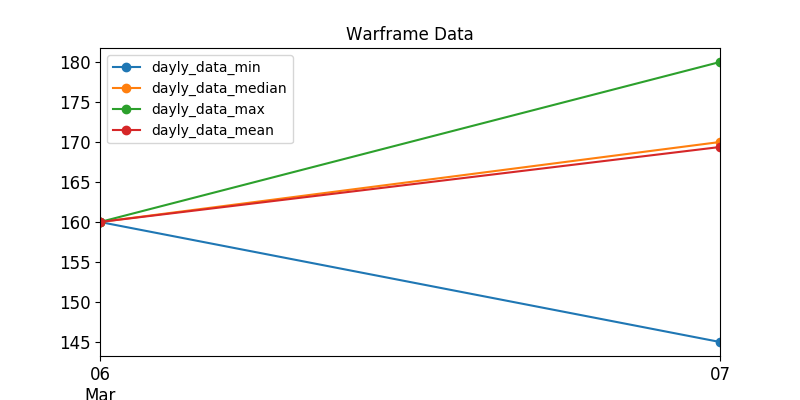 Warframe Data
180
175
170
165
160
155
150
145
dayly_data_min
dayly_data_median
dayly_data_max
dayly_data_mean
06
07
Mar